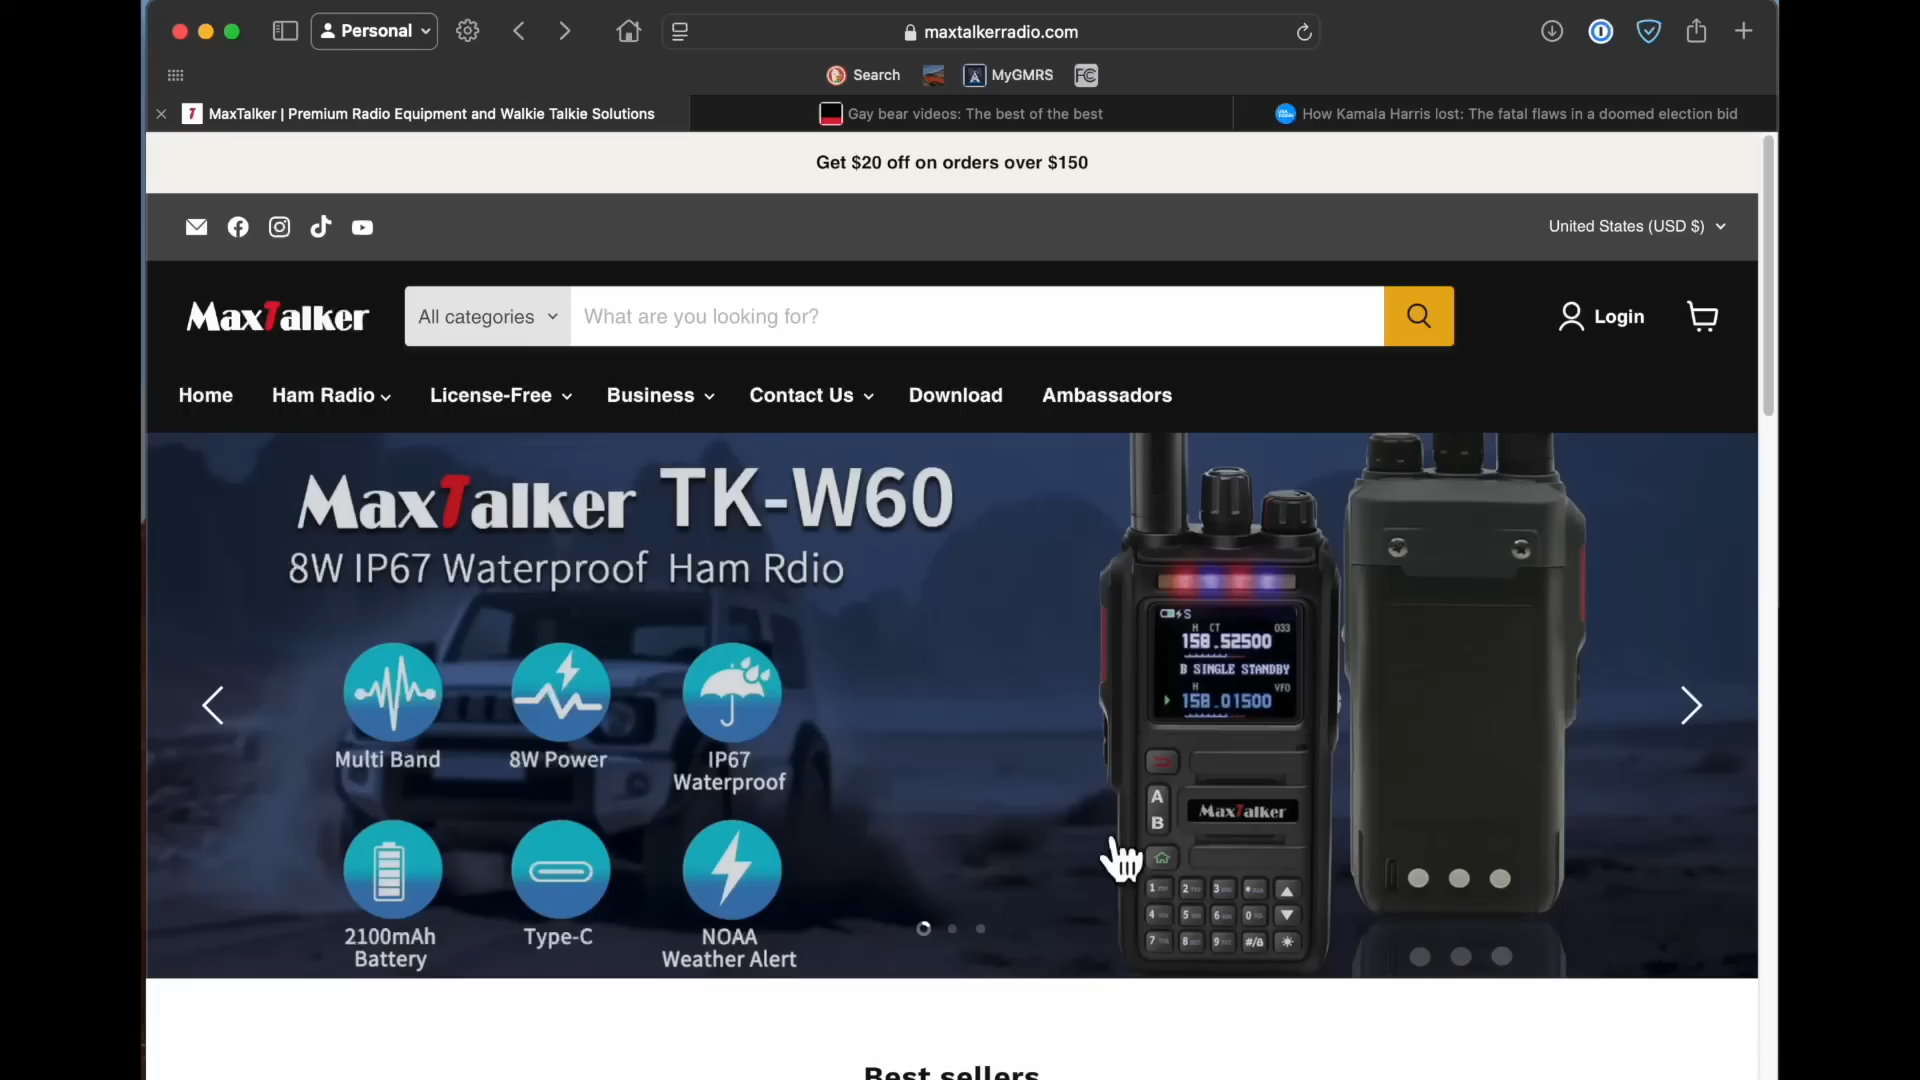 Personal
maxtalkerradio.com
Search
MyGMRS
FC
MaxTalker | Premium Radio Equipment and Walkie Talkie Solutions
Gay bear videos: The best of the best
How Kamala Harris lost: The fatal flaws in a doomed election bid
Get $20 off on orders over $150
United States (USD $)
MaxTalker
All categories
What are you looking for?
Login
Home
Ham Radio
License-Free
Business
Contact Us
Download
Ambassadors
MaxTalker TK-W60
8W IP67 Waterproof Ham Rdio
Multi Band
8W Power
IP67
Waterproof
2100mAh
Battery
Type-C
NOAA
Weather Alert
S
H CT 033
158.52500
B SINGLE STANDBY
H VFO
158.01500
A
B
MaxTalker
1 2 3 *
4 5 6 0
7 8 9 #/
Best sellers